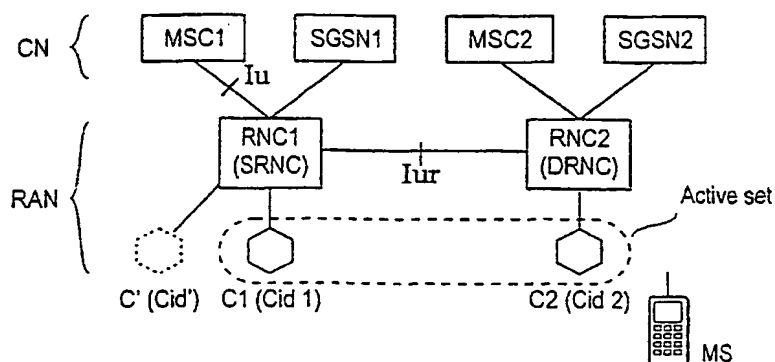 CN
MSC1
SGSN1
MSC2
SGSN2
Iu
RAN
RNC1
(SRNC)
Iur
RNC2
(DRNC)
Active set
C' (Cid')
C1 (Cid 1)
C2 (Cid 2)
MS